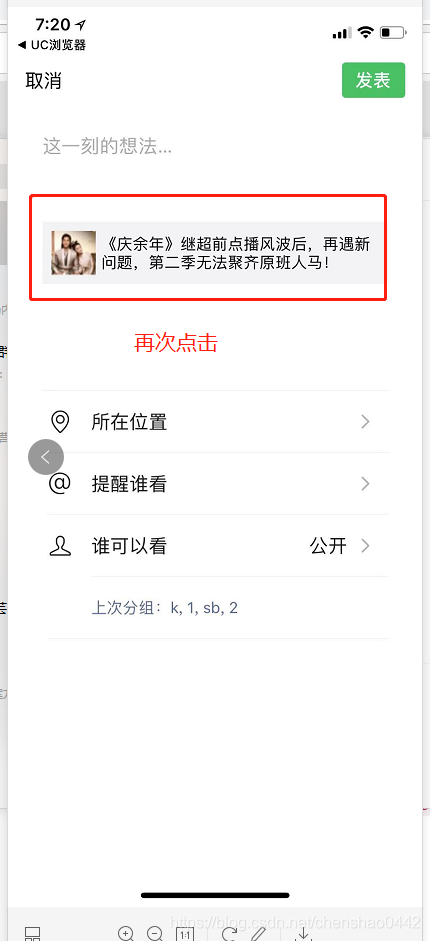 7:20
UC浏览器
取消
发表
这一刻的想法...
《庆余年》继超前点播风波后，再遇新
问题，第二季无法聚齐原班人马！
再次点击
所在位置
@
提醒谁看
谁可以看
公开
上次分组：k, 1, sb, 2
1:1
https://blog.csdn.net/chenshao0442